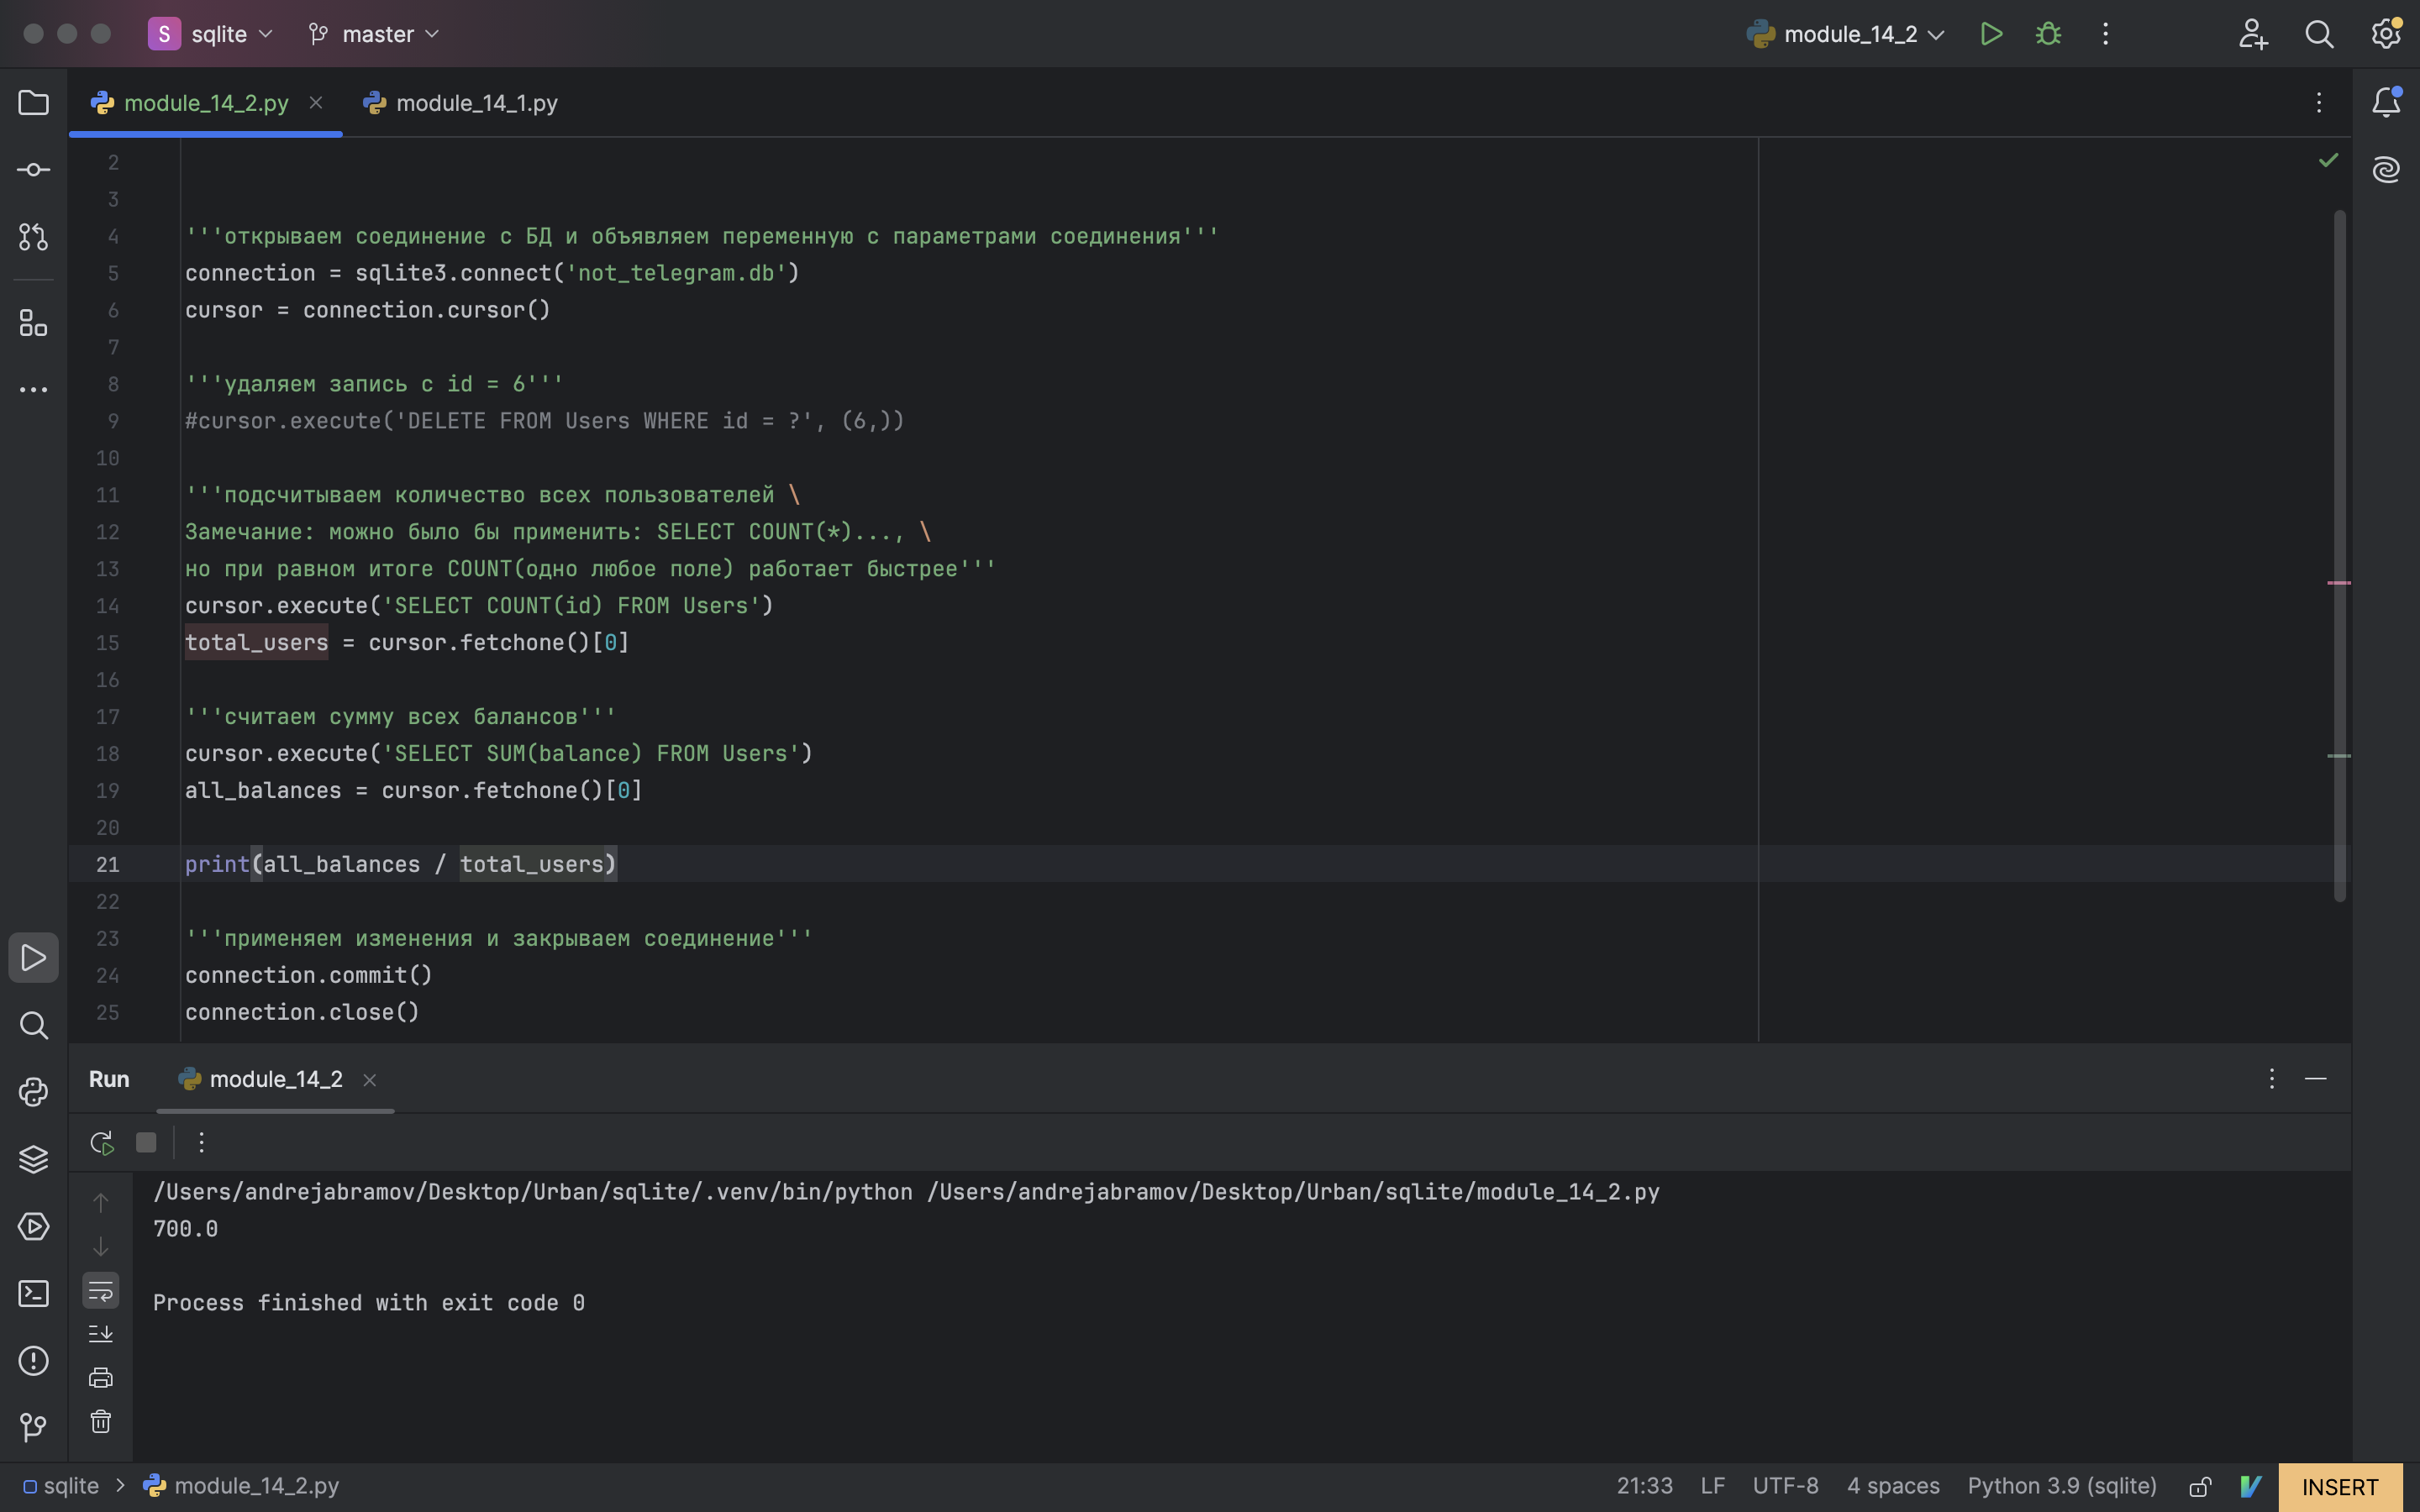 S sqlite master module_14_2
module_14_2.py module_14_1.py
2
3
4 '''открываем соединение с БД и объявляем переменную с параметрами соединения'''
5 connection = sqlite3.connect('not_telegram.db')
6 cursor = connection.cursor()
7
8 '''удаляем запись с id = 6'''
9 #cursor.execute('DELETE FROM Users WHERE id = ?', (6,))
10
11 '''подсчитываем количество всех пользователей \
12 Замечание: можно было бы применить: SELECT COUNT(*)..., \
13 но при равном итоге COUNT(одно любое поле) работает быстрее'''
14 cursor.execute('SELECT COUNT(id) FROM Users')
15 total_users = cursor.fetchone()[0]
16
17 '''считаем сумму всех балансов'''
18 cursor.execute('SELECT SUM(balance) FROM Users')
19 all_balances = cursor.fetchone()[0]
20
21 print(all_balances / total_users)
22
23 '''применяем изменения и закрываем соединение'''
24 connection.commit()
25 connection.close()
Run module_14_2
/Users/andrejabramov/Desktop/Urban/sqlite/.venv/bin/python /Users/andrejabramov/Desktop/Urban/sqlite/module_14_2.py
700.0
Process finished with exit code 0
sqlite > module_14_2.py 21:33 LF UTF-8 4 spaces Python 3.9 (sqlite) INSERT